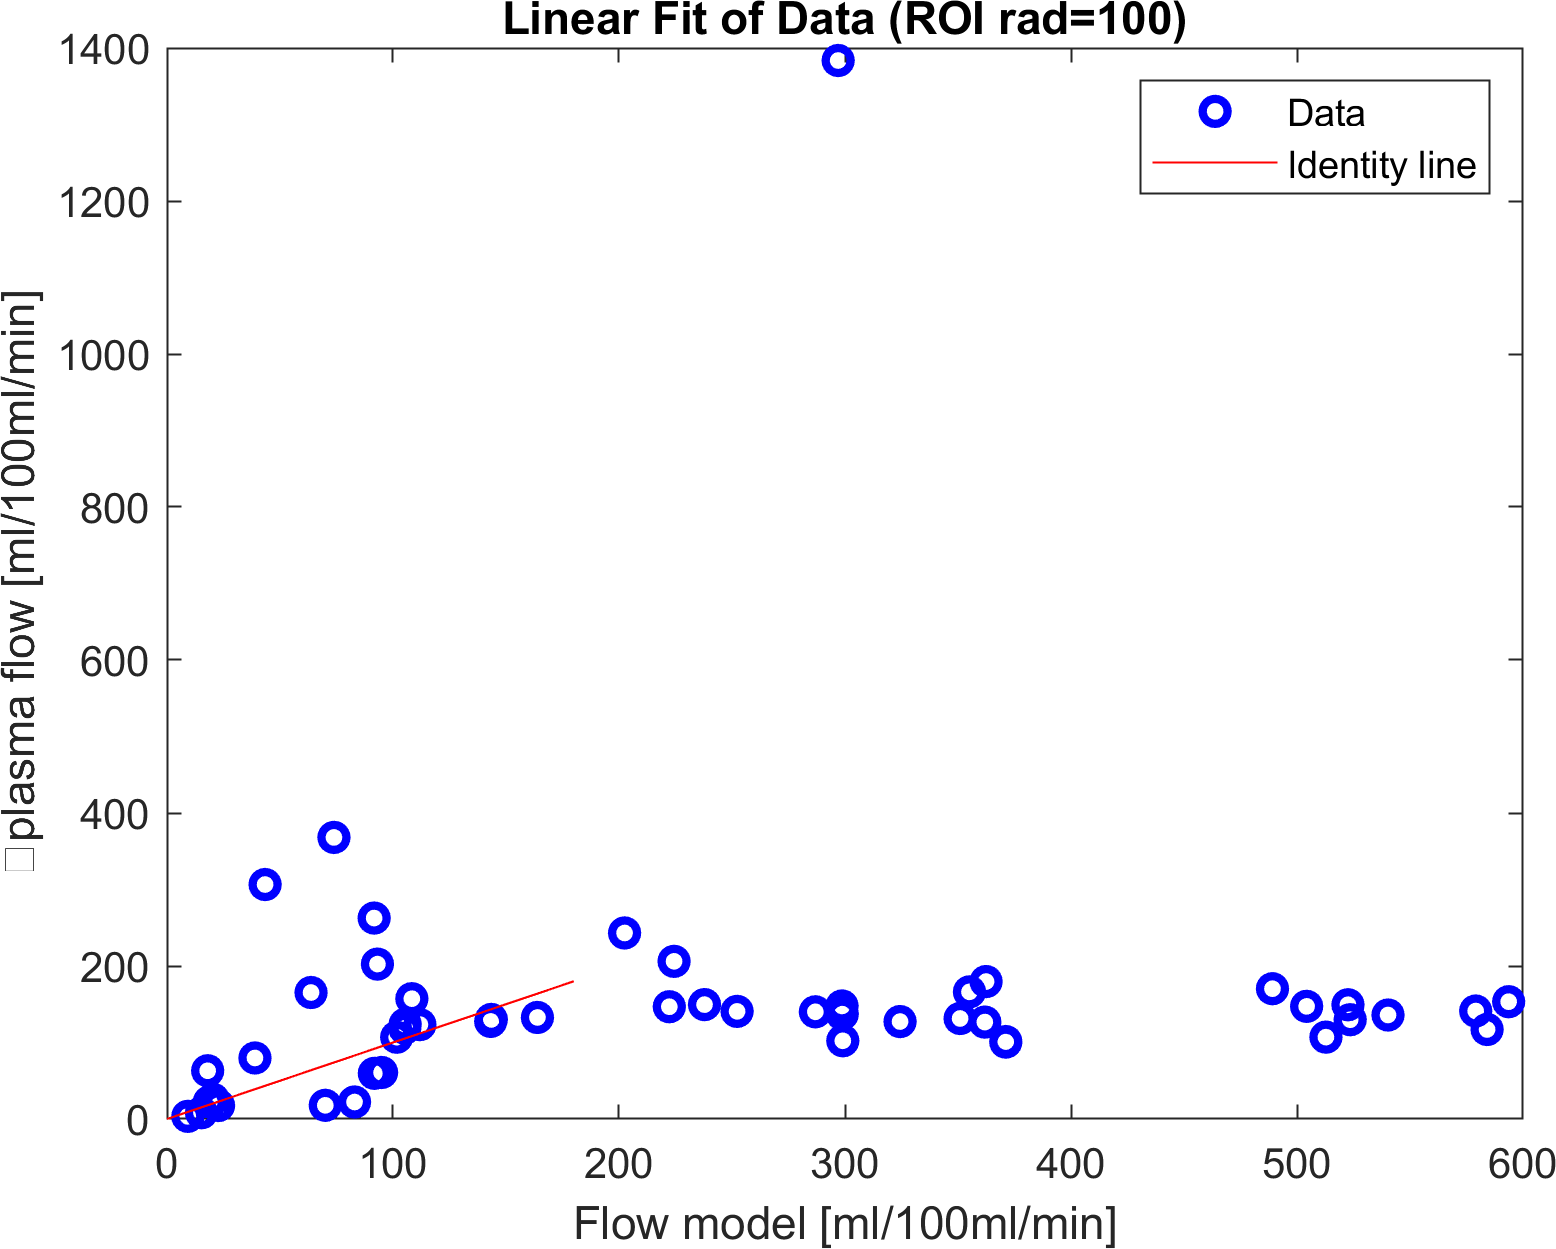 Linear Fit of Data (ROI rad=100)
1400
1200
1000
800
600
400
200
0
plasma flow [ml/100ml/min]
Data
Identity line
0 100 200 300 400 500 600
Flow model [ml/100ml/min]